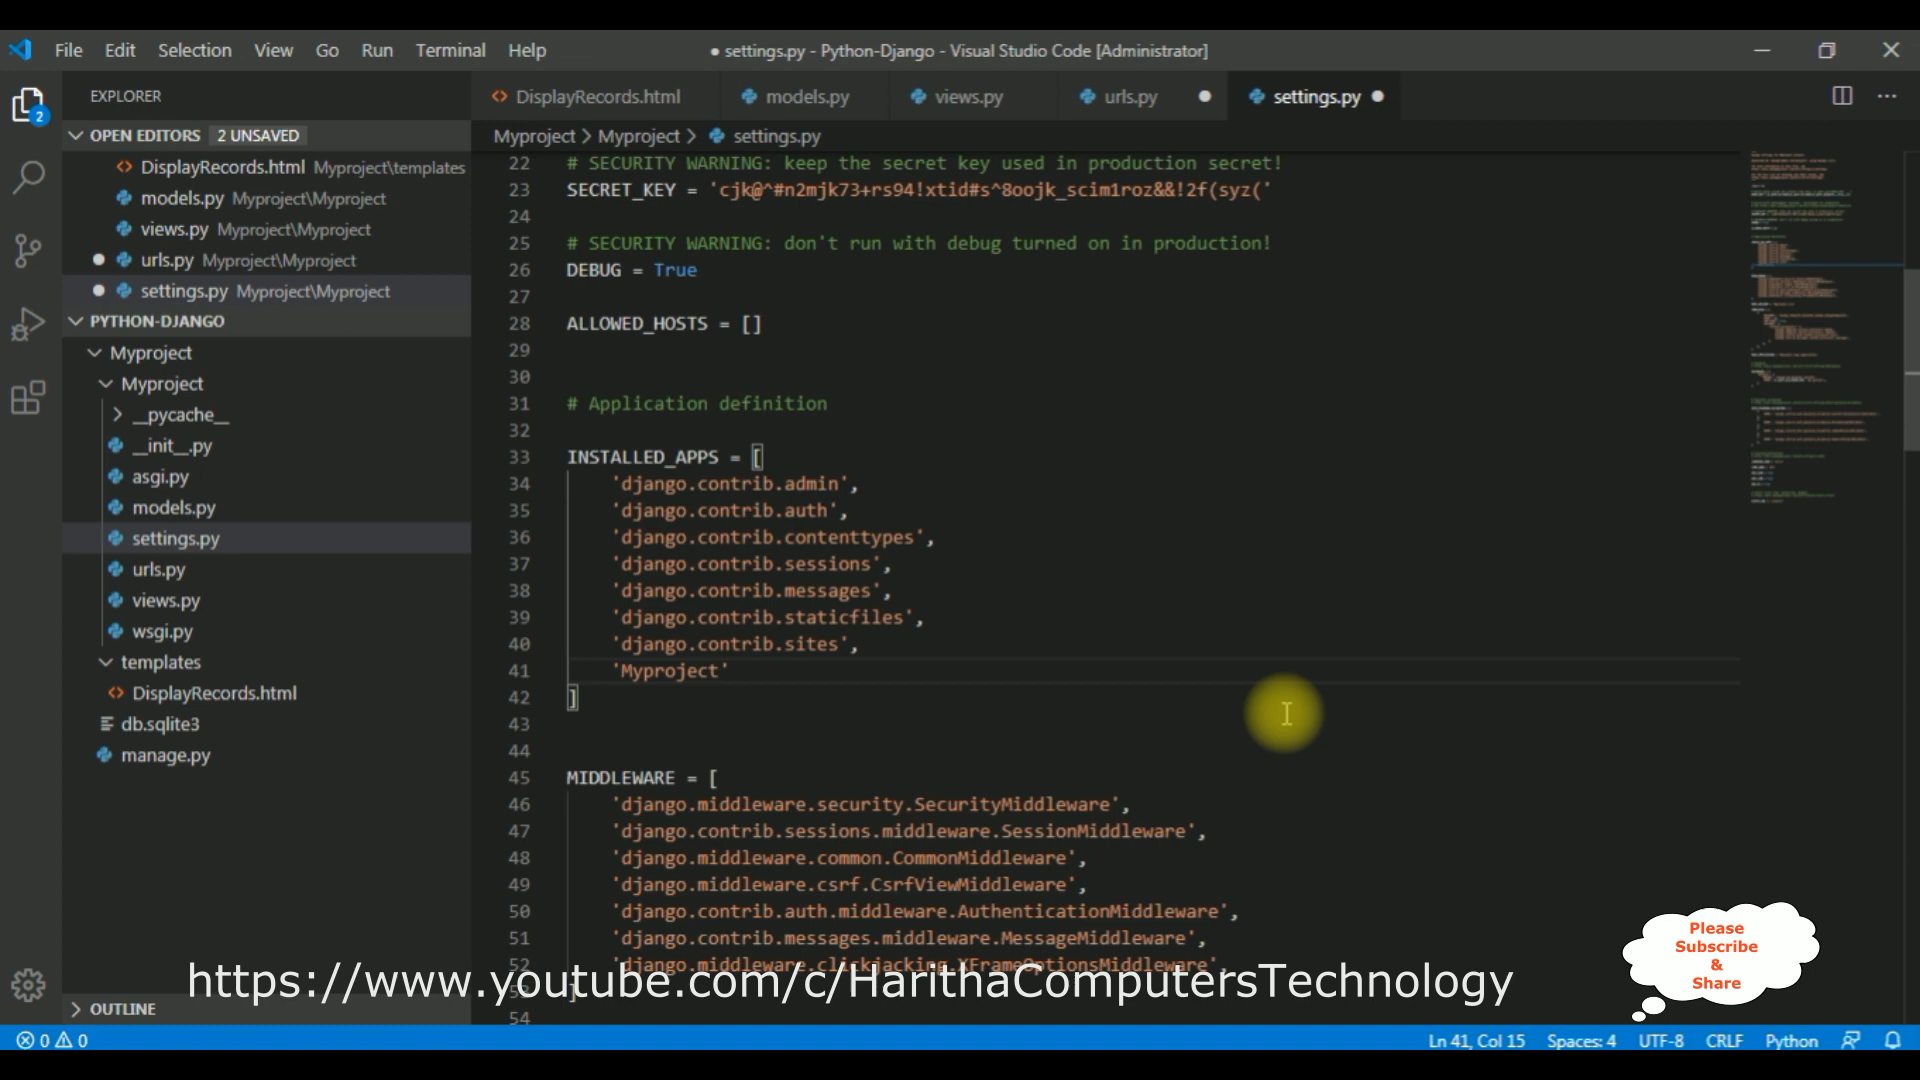 File Edit Selection View Go Run Terminal Help
● settings.py - Python-Django - Visual Studio Code [Administrator]
EXPLORER
2
OPEN EDITORS 2 UNSAVED
DisplayRecords.html Myproject\templates
models.py Myproject\Myproject
views.py Myproject\Myproject
urls.py Myproject\Myproject
settings.py Myproject\Myproject
PYTHON-DJANGO
Myproject
Myproject
__pycache__
__init__.py
asgi.py
models.py
settings.py
urls.py
views.py
wsgi.py
templates
DisplayRecords.html
db.sqlite3
manage.py
OUTLINE
DisplayRecords.html models.py views.py urls.py settings.py
Myproject > Myproject > settings.py
22 # SECURITY WARNING: keep the secret key used in production secret!
23 SECRET_KEY = 'cjk@^#n2mjk73+rs94!xtid#s^8oojk_scim1roz&&!2f(syz('
24
25 # SECURITY WARNING: don't run with debug turned on in production!
26 DEBUG = True
27
28 ALLOWED_HOSTS = []
29
30
31 # Application definition
32
33 INSTALLED_APPS = [
34 'django.contrib.admin',
35 'django.contrib.auth',
36 'django.contrib.contenttypes',
37 'django.contrib.sessions',
38 'django.contrib.messages',
39 'django.contrib.staticfiles',
40 'django.contrib.sites',
41 'Myproject'
42 ]
43
44
45 MIDDLEWARE = [
46 'django.middleware.security.SecurityMiddleware',
47 'django.contrib.sessions.middleware.SessionMiddleware',
48 'django.middleware.common.CommonMiddleware',
49 'django.middleware.csrf.CsrfViewMiddleware',
50 'django.contrib.auth.middleware.AuthenticationMiddleware',
51 'django.contrib.messages.middleware.MessageMiddleware',
52 'django.middleware.clickjacking.XFrameOptionsMiddleware',
53 ]
54
https://www.youtube.com/c/HarithaComputersTechnology
Please
Subscribe
&
Share
0 0
Ln 41, Col 15 Spaces: 4 UTF-8 CRLF Python